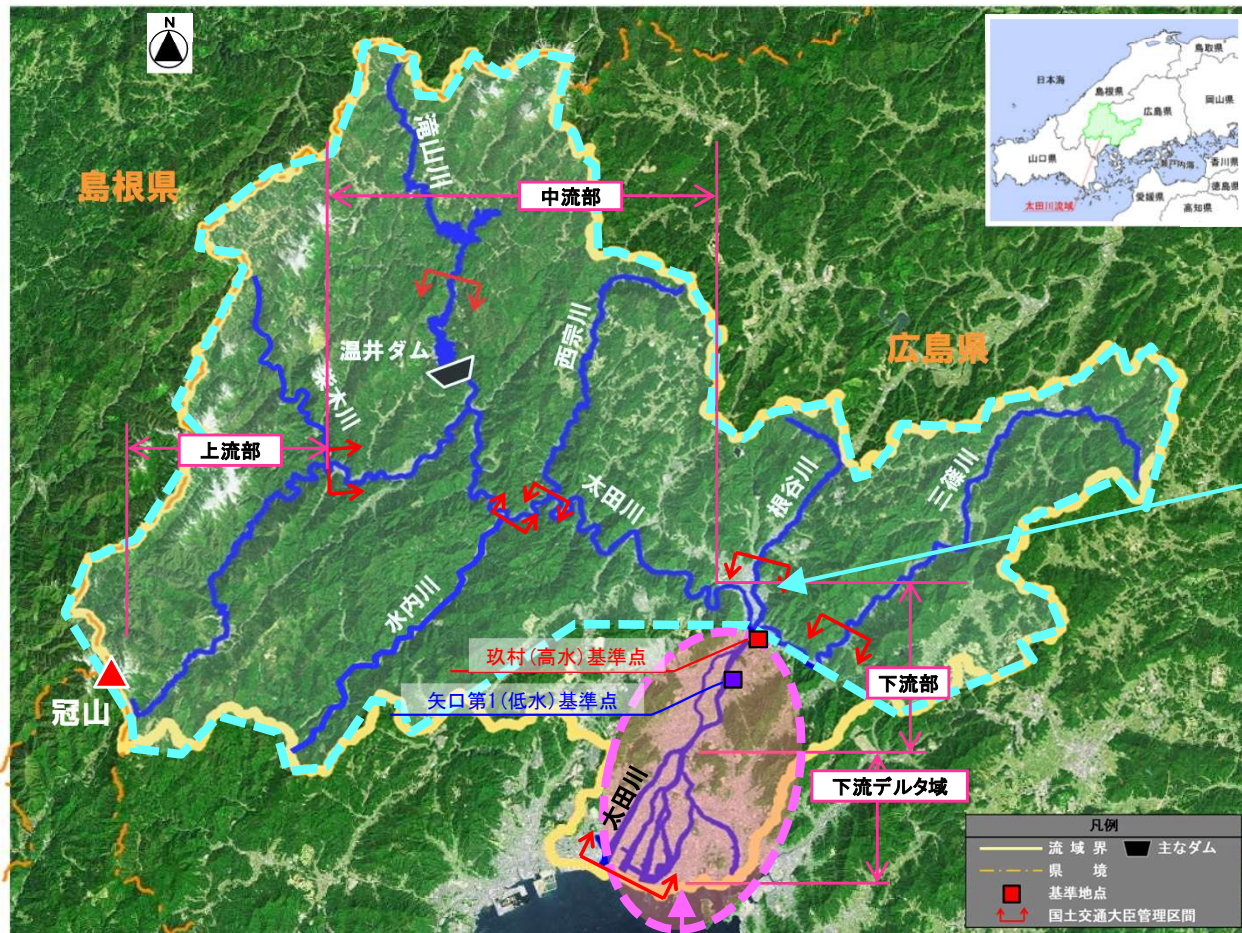 N
鳥取県
日本海
島根県
岡山県
広島県
山口県
瀬戸内海
香川県
愛媛県
徳島県
高知県
太田川流域
島根県
滝山川
中流部
温井ダム
西宗川
広島県
柴木川
上流部
太田川
根谷川
三篠川
水内川
玖村(高水)基準点
矢口第1(低水)基準点
下流部
冠山
太田川
下流デルタ域
凡例
流域界
主なダム
県境
基準地点
国土交通大臣管理区間